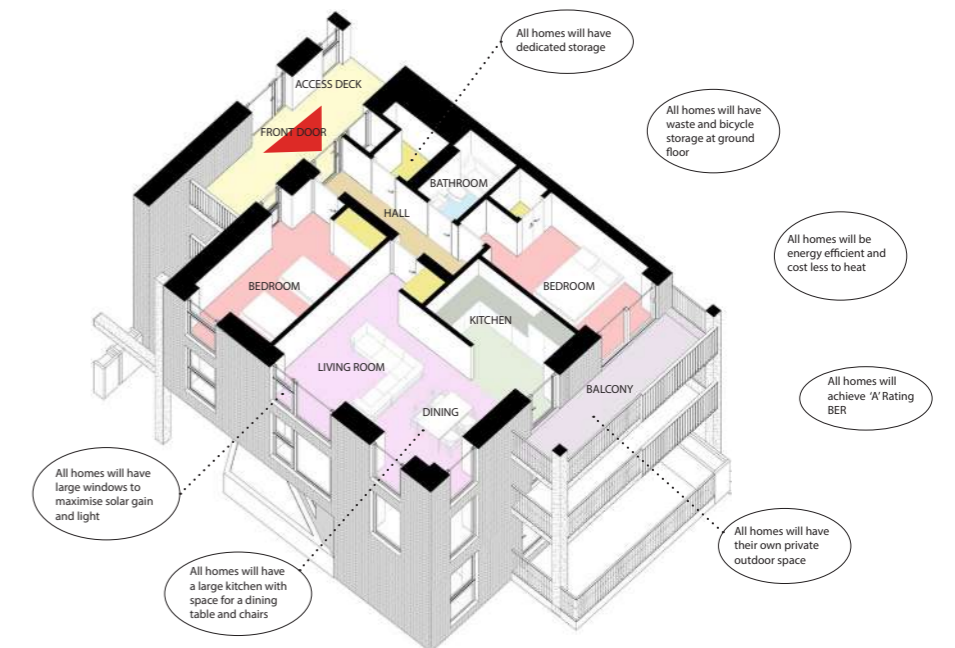 All homes will have
dedicated storage
ACCESS DECK
All homes will have
waste and bicycle
storage at ground
floor
FRONT DOOR
BATHROOM
HALL
All homes will be
energy efficient and
cost less to heat
BEDROOM
BEDROOM
KITCHEN
LIVING ROOM
BALCONY
All homes will
achieve 'A' Rating
BER
DINING
All homes will have
large windows to
maximise solar gain
and light
All homes will have
their own private
outdoor space
All homes will have
a large kitchen with
space for a dining
table and chairs